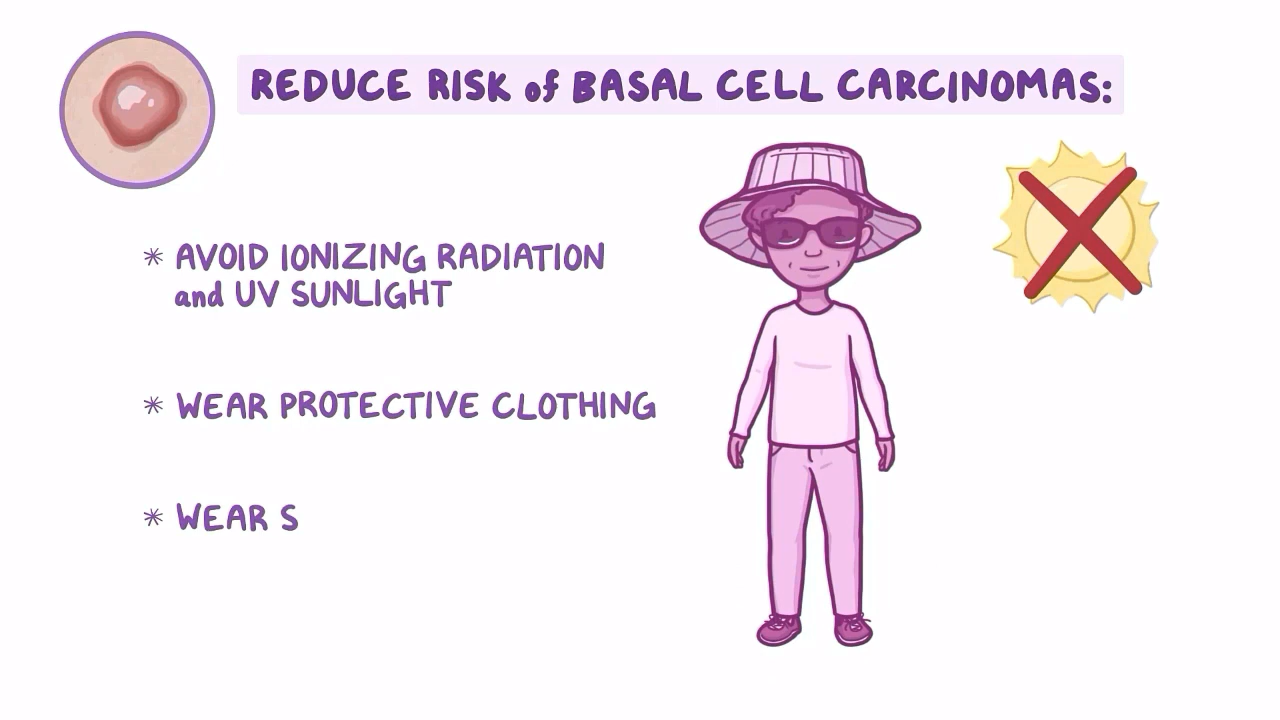 REDUCE RISK of BASAL CELL CARCINOMAS:
* AVOID IONIZING RADIATION
and UV SUNLIGHT
* WEAR PROTECTIVE CLOTHING
* WEAR S